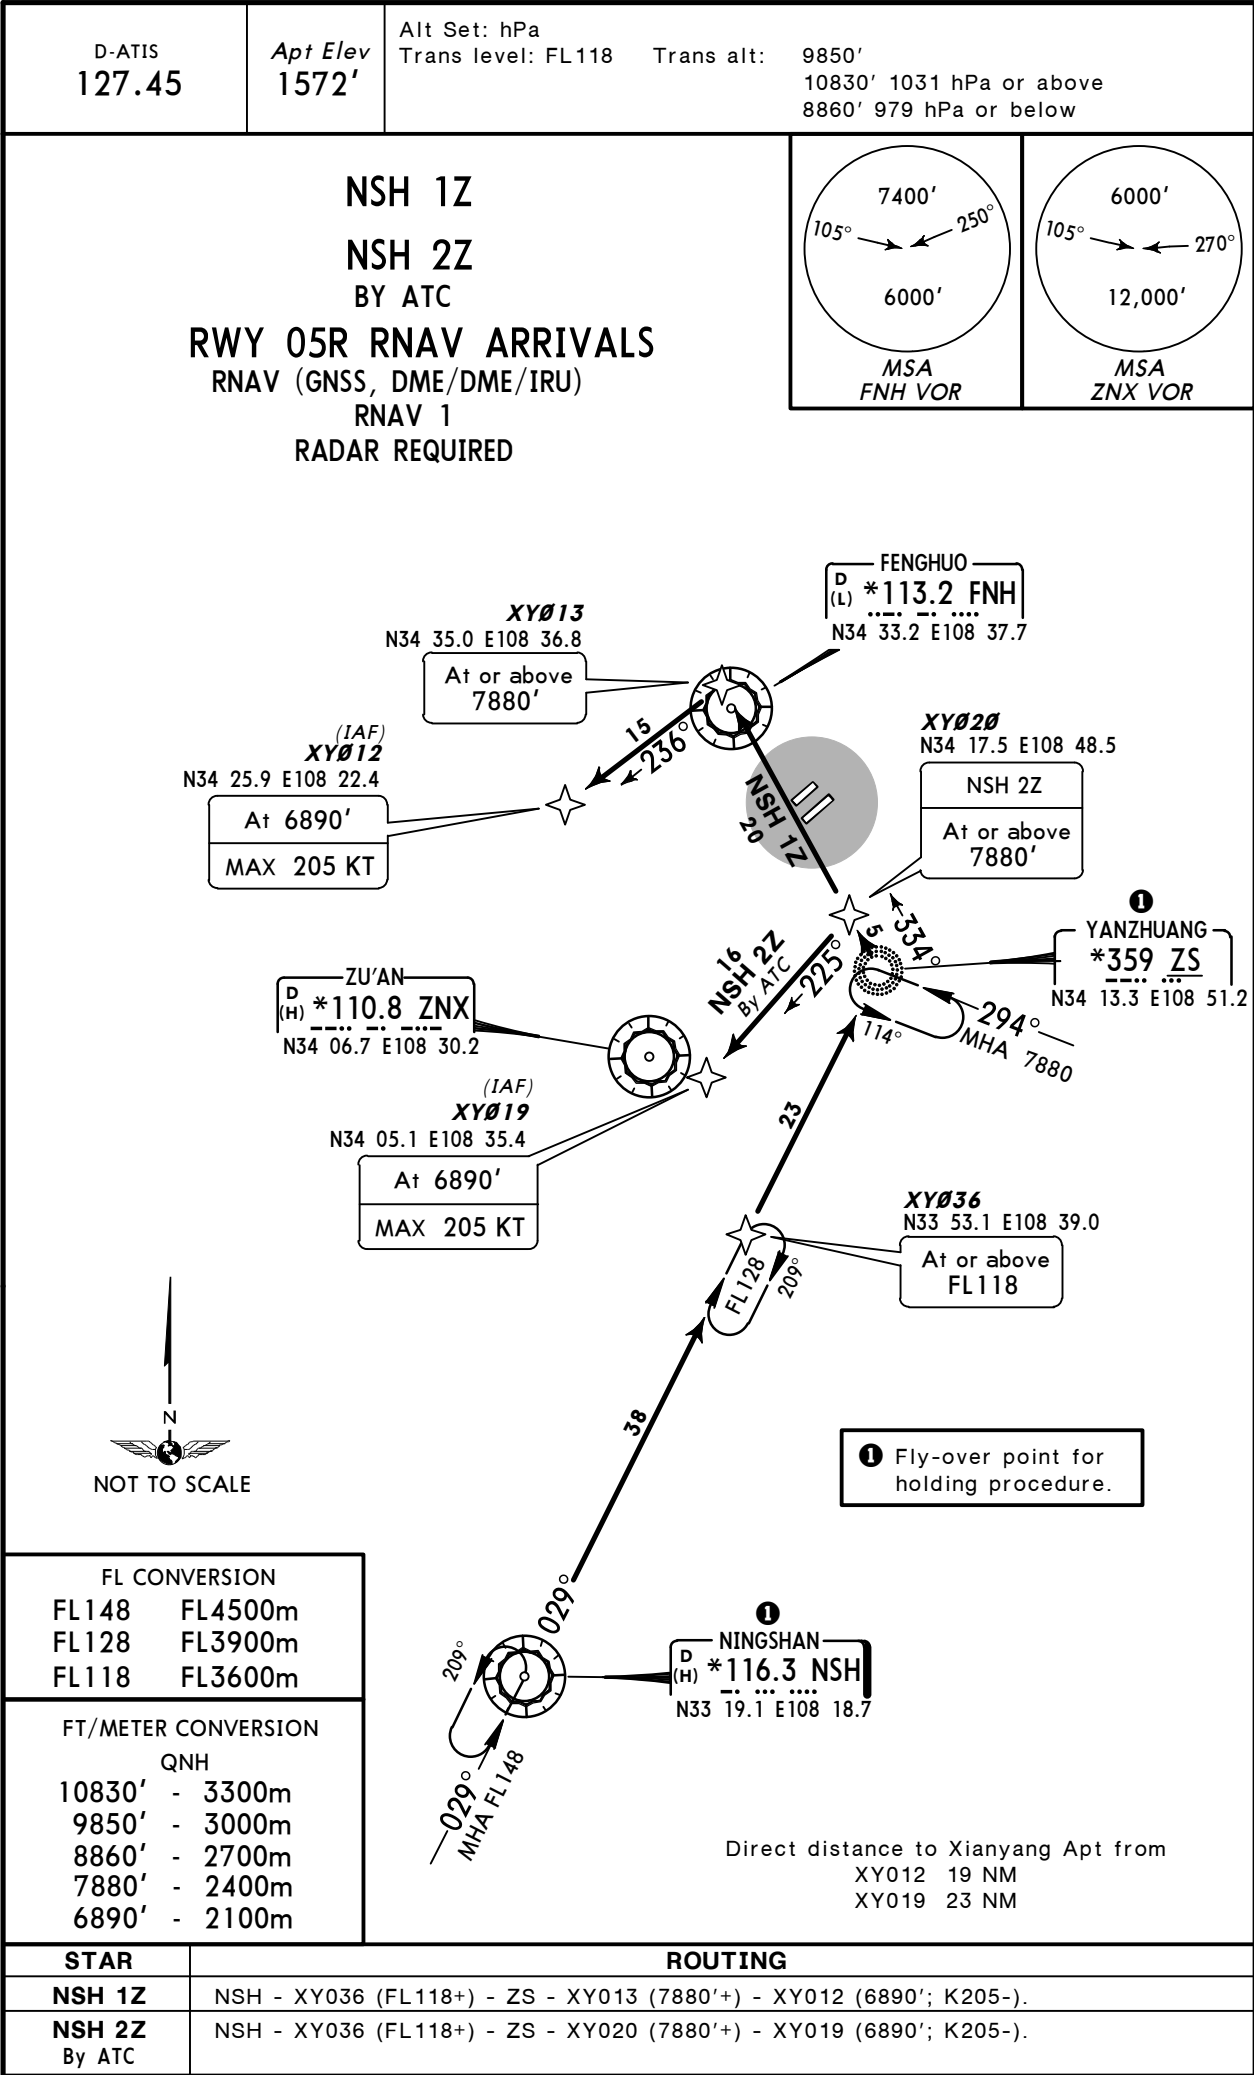 D-ATIS
127.45
Apt Elev
1572'
Alt Set: hPa
Trans level: FL118 Trans alt: 9850'
10830' 1031 hPa or above
8860' 979 hPa or below
NSH 1Z
NSH 2Z
BY ATC
RWY 05R RNAV ARRIVALS
RNAV (GNSS, DME/DME/IRU)
RNAV 1
RADAR REQUIRED
7400'
105°
250°
6000'
MSA
FNH VOR
6000'
105°
270°
12,000'
MSA
ZNX VOR
FENGHUO
D
(L) *113.2 FNH
N34 33.2 E108 37.7
XYØ13
N34 35.0 E108 36.8
At or above
7880'
(IAF)
XYØ12
N34 25.9 E108 22.4
At 6890'
MAX 205 KT
15
236°
XYØ2Ø
N34 17.5 E108 48.5
NSH 2Z
At or above
7880'
NSH 1Z
20
1
YANZHUANG
*359 ZS
N34 13.3 E108 51.2
5
334°
16
NSH 2Z
By ATC
225°
294°
MHA 7880
114°
ZU'AN
D
(H) *110.8 ZNX
N34 06.7 E108 30.2
(IAF)
XYØ19
N34 05.1 E108 35.4
At 6890'
MAX 205 KT
23
XYØ36
N33 53.1 E108 39.0
At or above
FL118
FL128
209°
38
N
NOT TO SCALE
1 Fly-over point for
holding procedure.
029°
1
NINGSHAN
D
(H) *116.3 NSH
N33 19.1 E108 18.7
209°
029°
MHA FL148
FL CONVERSION
FL148 FL4500m
FL128 FL3900m
FL118 FL3600m
FT/METER CONVERSION
QNH
10830' - 3300m
9850' - 3000m
8860' - 2700m
7880' - 2400m
6890' - 2100m
Direct distance to Xianyang Apt from
XY012 19 NM
XY019 23 NM
STAR ROUTING
NSH 1Z NSH - XY036 (FL118+) - ZS - XY013 (7880'+) - XY012 (6890'; K205-).
NSH 2Z NSH - XY036 (FL118+) - ZS - XY020 (7880'+) - XY019 (6890'; K205-).
By ATC